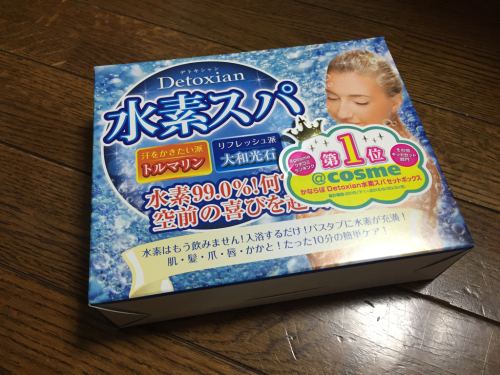 デトキシャン
Detoxian
水素スパ
汗をかきたい派
トルマリン
リフレッシュ派
大和光石
水素99.0%!何
空前の喜びを
第1位
@cosme
かならぼ Detoxian水素スパセットボックス
水素はもう飲みません!入浴するだけ!バスタブに水素が充満!
肌・髪・爪・唇・かかと!たった10分の簡単ケア!